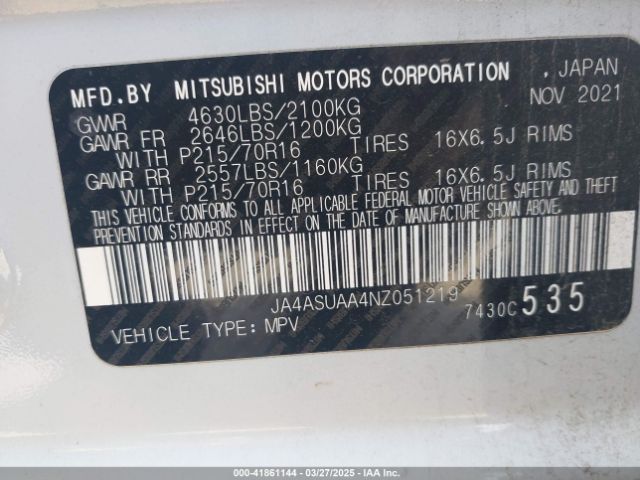 MFD.BY MITSUBISHI MOTORS CORPORATION , JAPAN
GVWR 4630LBS/2100KG NOV 2021
GAWR FR 2646LBS/1200KG
WITH P215/70R16 TIRES 16X6.5J RIMS
GAWR RR 2557LBS/1160KG
WITH P215/70R16 TIRES 16X6.5J RIMS
THIS VEHICLE CONFORMS TO ALL APPLICABLE FEDERAL MOTOR VEHICLE SAFETY AND THEFT
PREVENTION STANDARDS IN EFFECT ON THE DATE OF MANUFACTURE SHOWN ABOVE.
JA4ASUAA4NZ051219
7430C 535
VEHICLE TYPE: MPV
000-41861144 — 03/27/2025 — IAA Inc.(NZ)